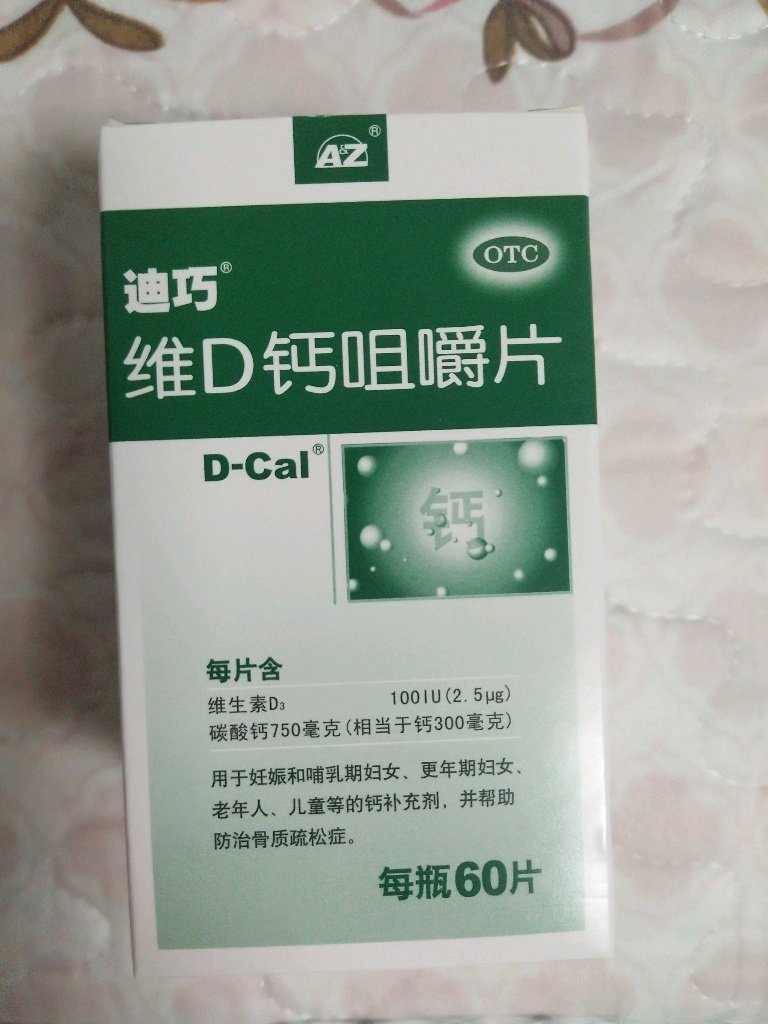 A&Z®
OTC
迪巧®
维D钙咀嚼片
D-Cal®
钙
每片含
维生素D₃ 100IU(2.5μg)
碳酸钙750毫克(相当于钙300毫克)
用于妊娠和哺乳期妇女、更年期妇女、
老年人、儿童等的钙补充剂,并帮助
防治骨质疏松症。
每瓶60片